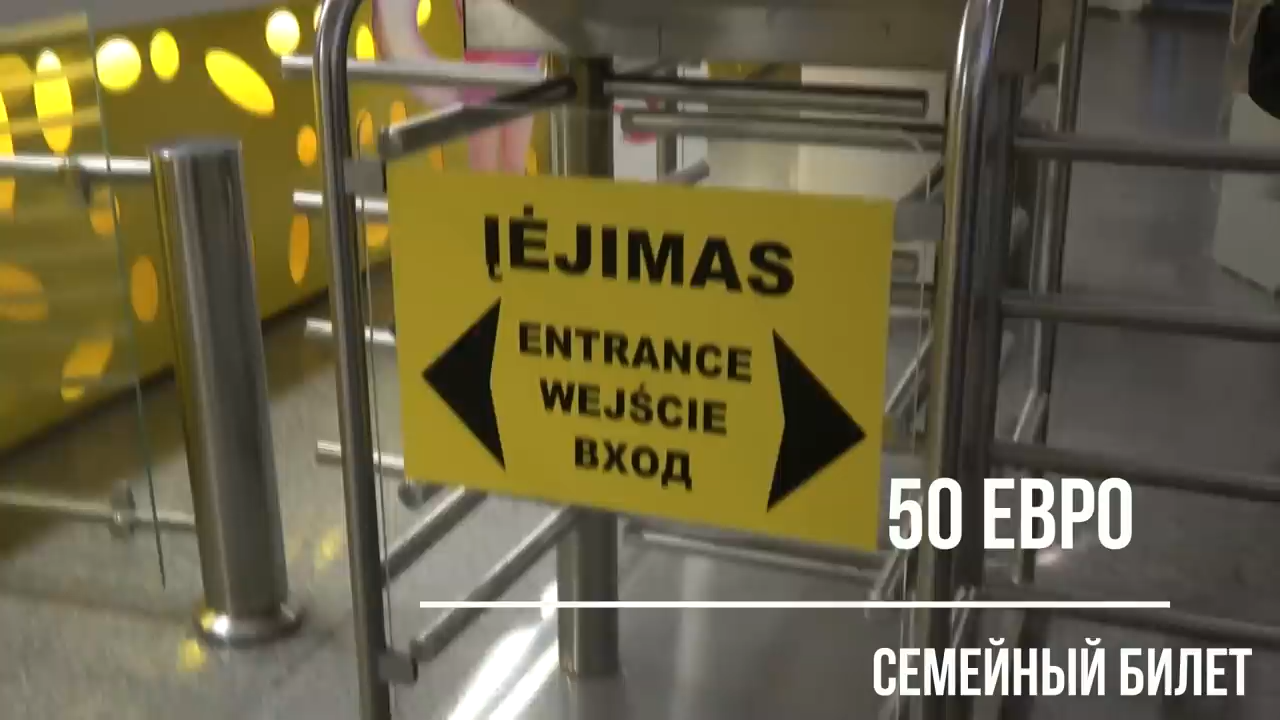 ĮĖJIMAS
ENTRANCE
WEJŚCIE
ВХОД
50 ЕВРО
СЕМЕЙНЫЙ БИЛЕТ